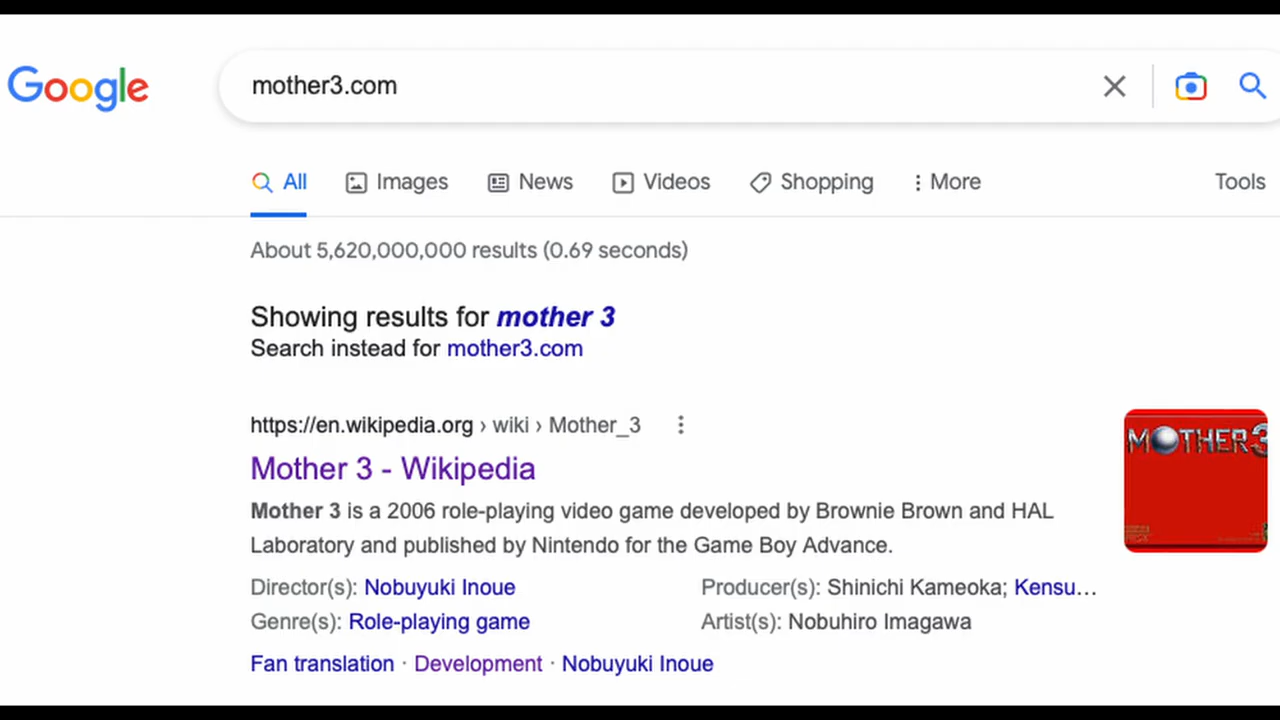 Google
mother3.com
All Images News Videos Shopping More Tools
About 5,620,000,000 results (0.69 seconds)
Showing results for mother 3
Search instead for mother3.com
https://en.wikipedia.org › wiki › Mother_3
Mother 3 - Wikipedia
MOTHER3
Mother 3 is a 2006 role-playing video game developed by Brownie Brown and HAL
Laboratory and published by Nintendo for the Game Boy Advance.
Director(s): Nobuyuki Inoue Producer(s): Shinichi Kameoka; Kensu...
Genre(s): Role-playing game Artist(s): Nobuhiro Imagawa
Fan translation · Development · Nobuyuki Inoue